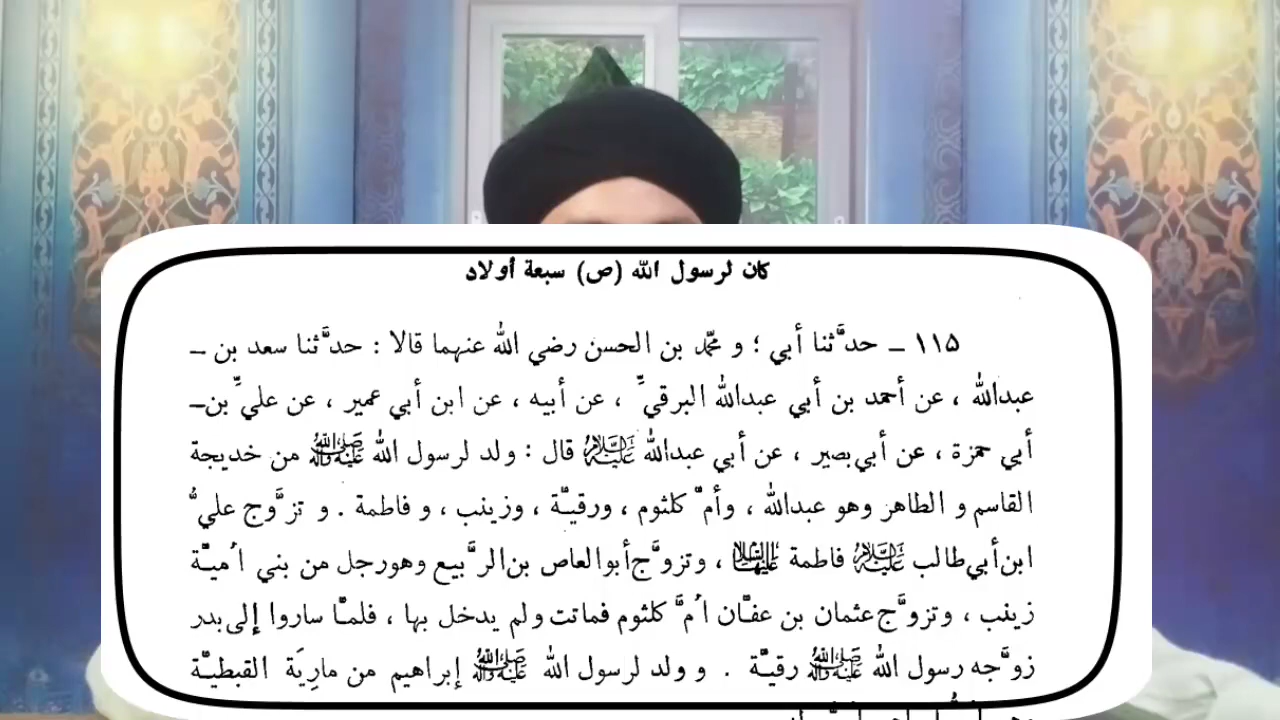 كان لرسول الله (ص) سبعة أولاد
١١٥ ـ حدَّثنا أبي ؛ و محمّد بن الحسن رضي الله عنهما قالا : حدَّثنا سعد بن ـ
عبدالله ، عن أحمد بن أبي عبدالله البرقيِّ ، عن أبيه ، عن ابن أبي عمير ، عن عليِّ بن ـ
أبي حمزة ، عن أبي بصير ، عن أبي عبدالله عليه السلام قال : ولد لرسول الله صلى الله عليه وآله من خديجة
القاسم و الطاهر وهو عبدالله ، وأمّ كلثوم ، ورقيّة ، وزينب ، و فاطمة . و تزوَّج عليُّ
ابن أبي طالب عليه السلام فاطمة عليها السلام ، وتزوَّج أبوالعاص بن الرَّبيع وهو رجل من بني اُميّة
زينب ، وتزوَّج عثمان بن عفّان اُمَّ كلثوم فماتت ولم يدخل بها ، فلمّا ساروا إلى بدر
زوَّجه رسول الله صلى الله عليه وآله رقيّة . و ولد لرسول الله صلى الله عليه وآله إبراهيم من مارِيَة القبطيّة